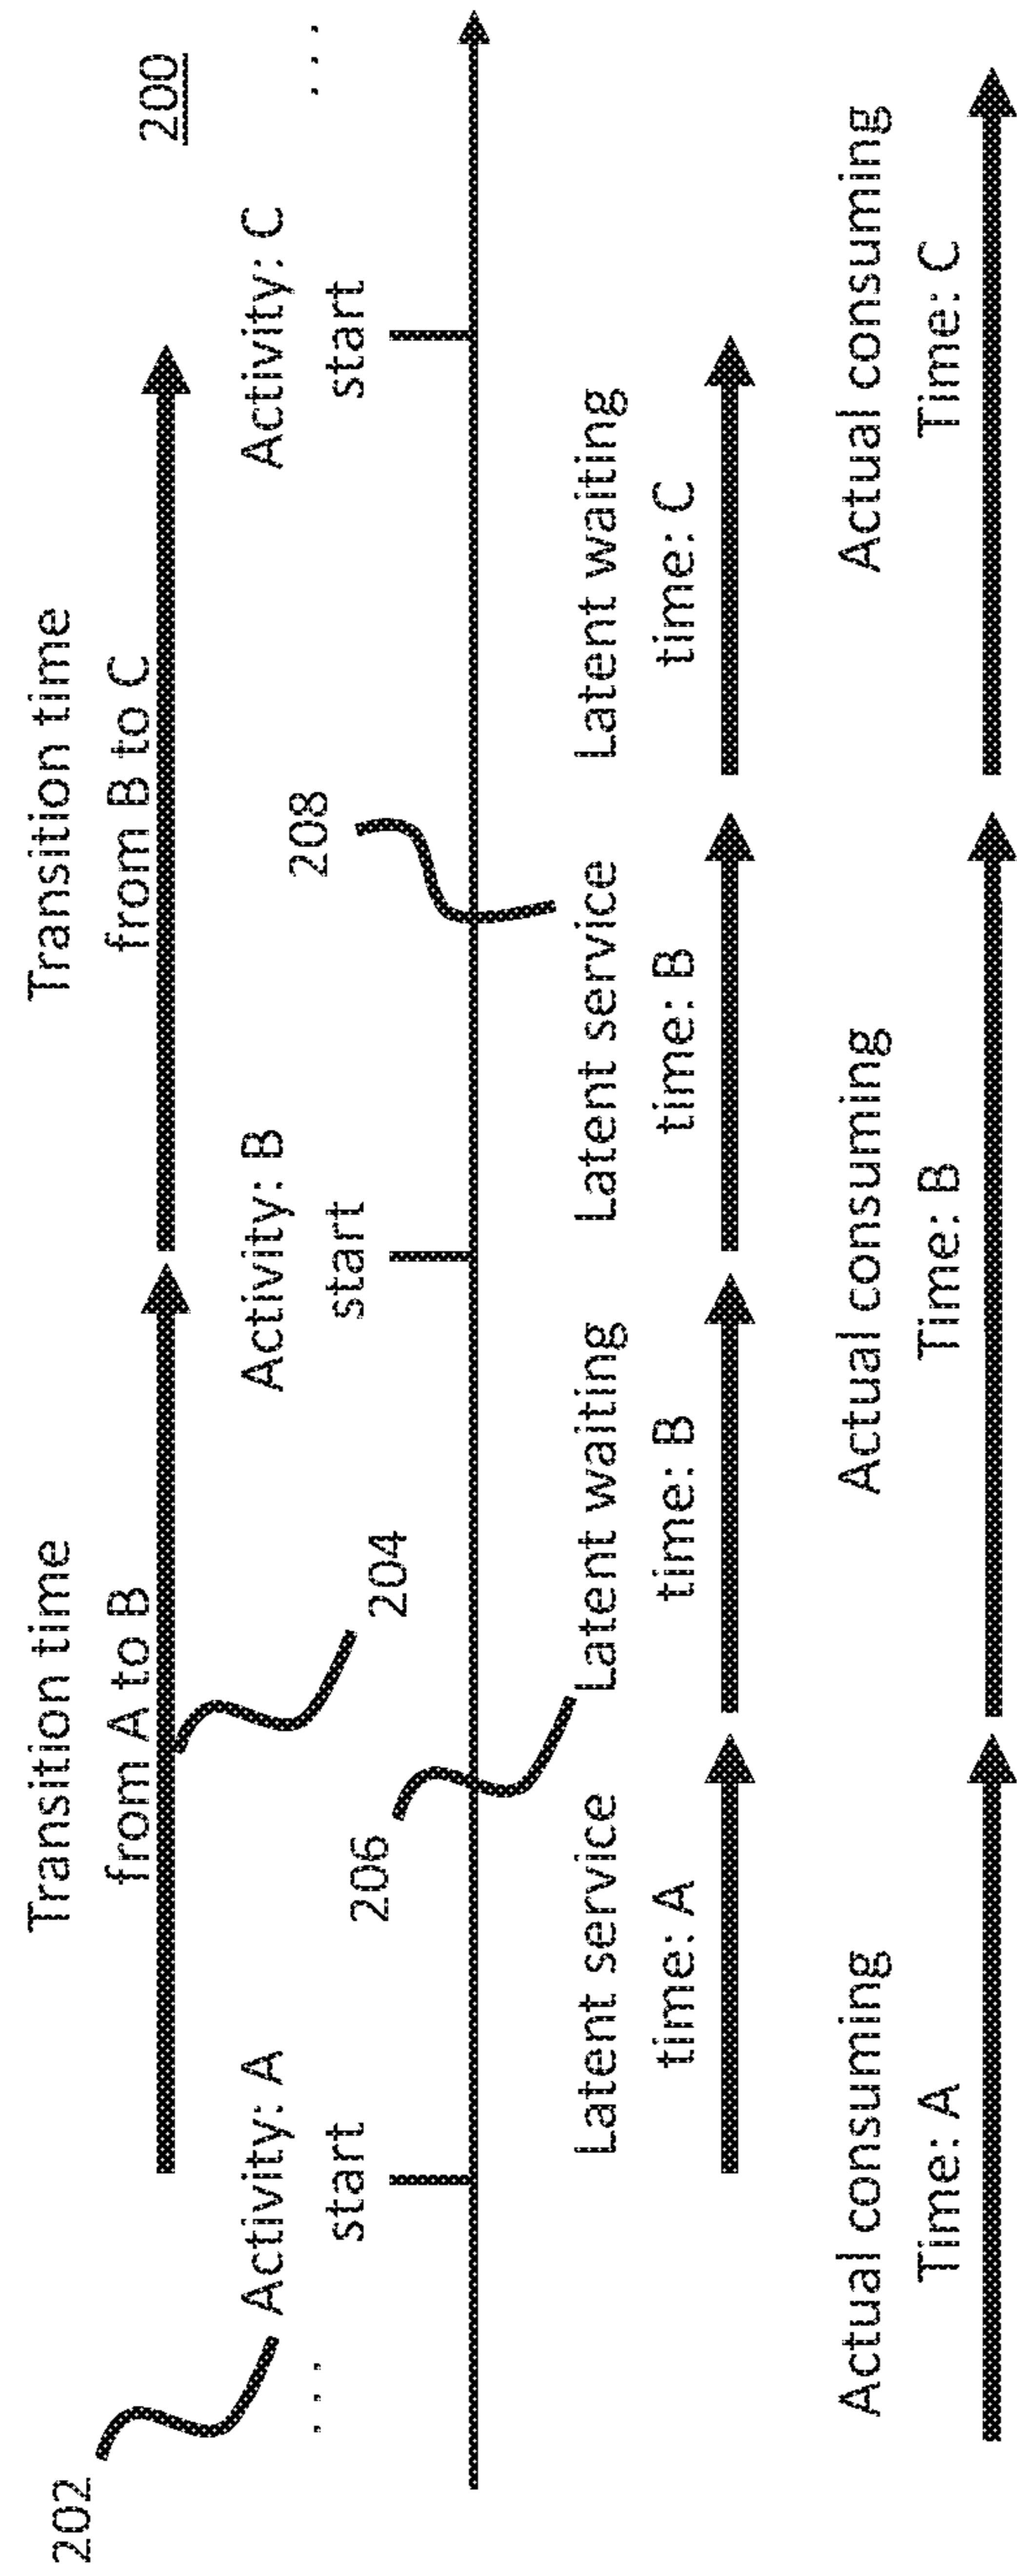 200
Transition time
from A to B
Transition time
from B to C
202
Activity: A
start
Activity: B
start
Activity: C
start
. . .
. . .
204
206
208
Latent service
time: A
Latent waiting
time: B
Latent service
time: B
Latent waiting
time: C
Actual consuming
Time: A
Actual consuming
Time: B
Actual consuming
Time: C